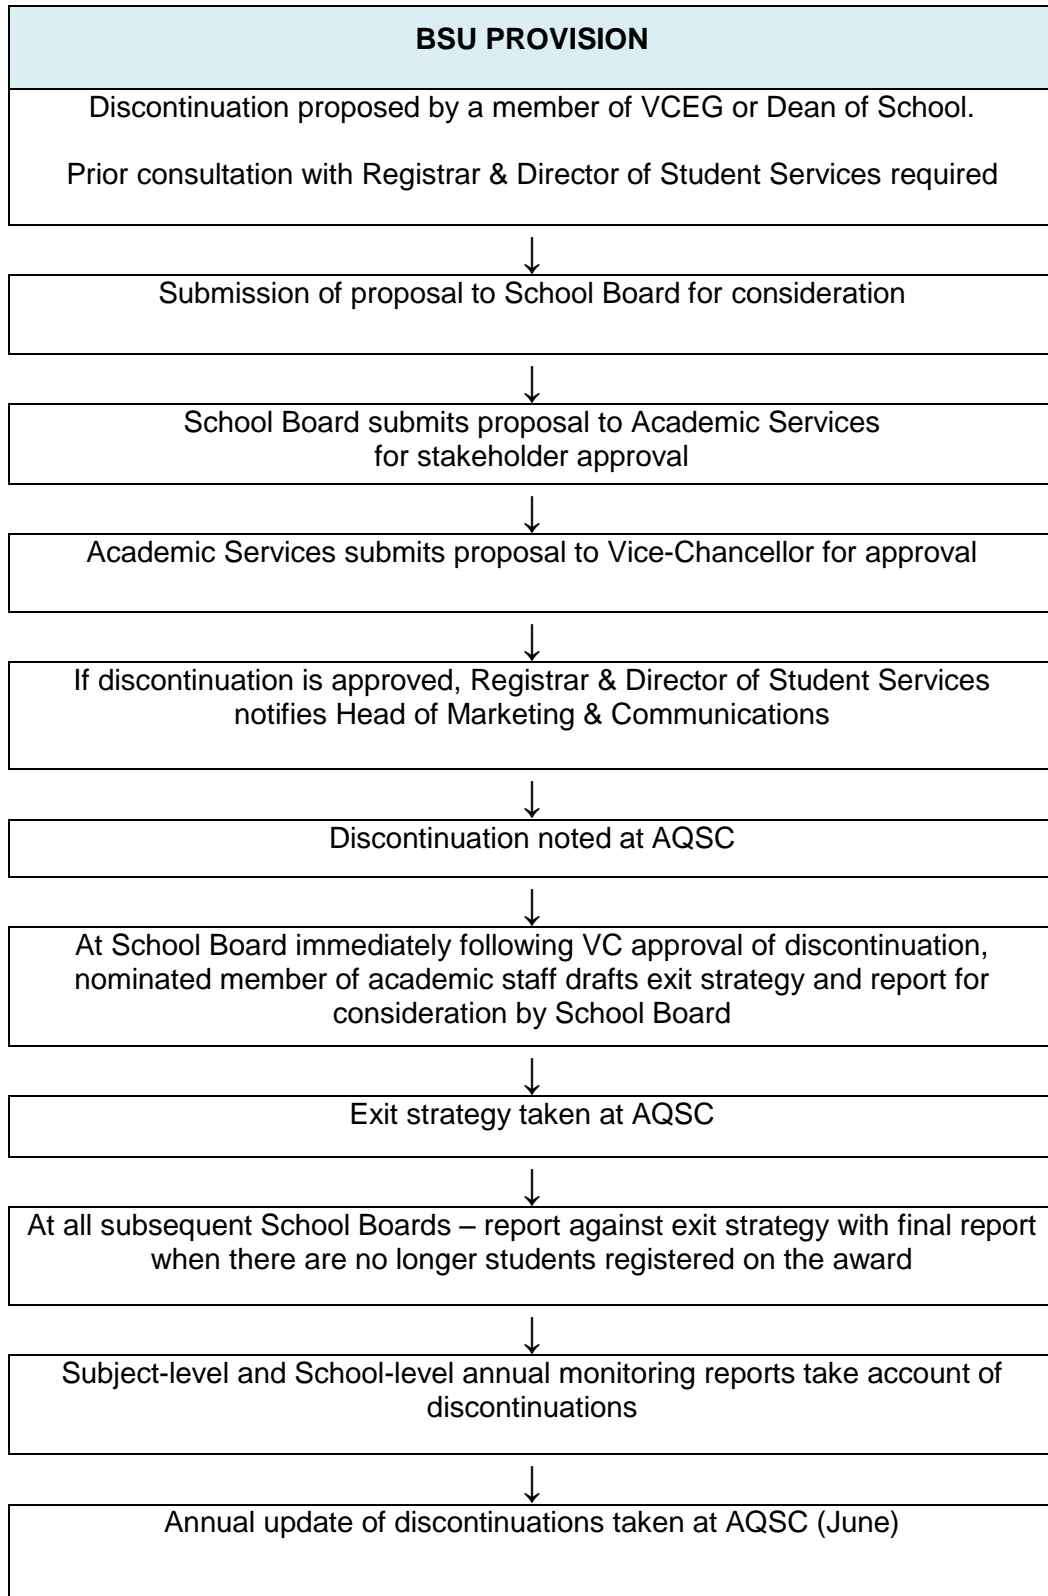 BSU PROVISION
Discontinuation proposed by a member of VCEG or Dean of School.
Prior consultation with Registrar & Director of Student Services required
↓
Submission of proposal to School Board for consideration
↓
School Board submits proposal to Academic Services
for stakeholder approval
↓
Academic Services submits proposal to Vice-Chancellor for approval
↓
If discontinuation is approved, Registrar & Director of Student Services
notifies Head of Marketing & Communications
↓
Discontinuation noted at AQSC
↓
At School Board immediately following VC approval of discontinuation,
nominated member of academic staff drafts exit strategy and report for
consideration by School Board
↓
Exit strategy taken at AQSC
↓
At all subsequent School Boards – report against exit strategy with final report
when there are no longer students registered on the award
↓
Subject-level and School-level annual monitoring reports take account of
discontinuations
↓
Annual update of discontinuations taken at AQSC (June)